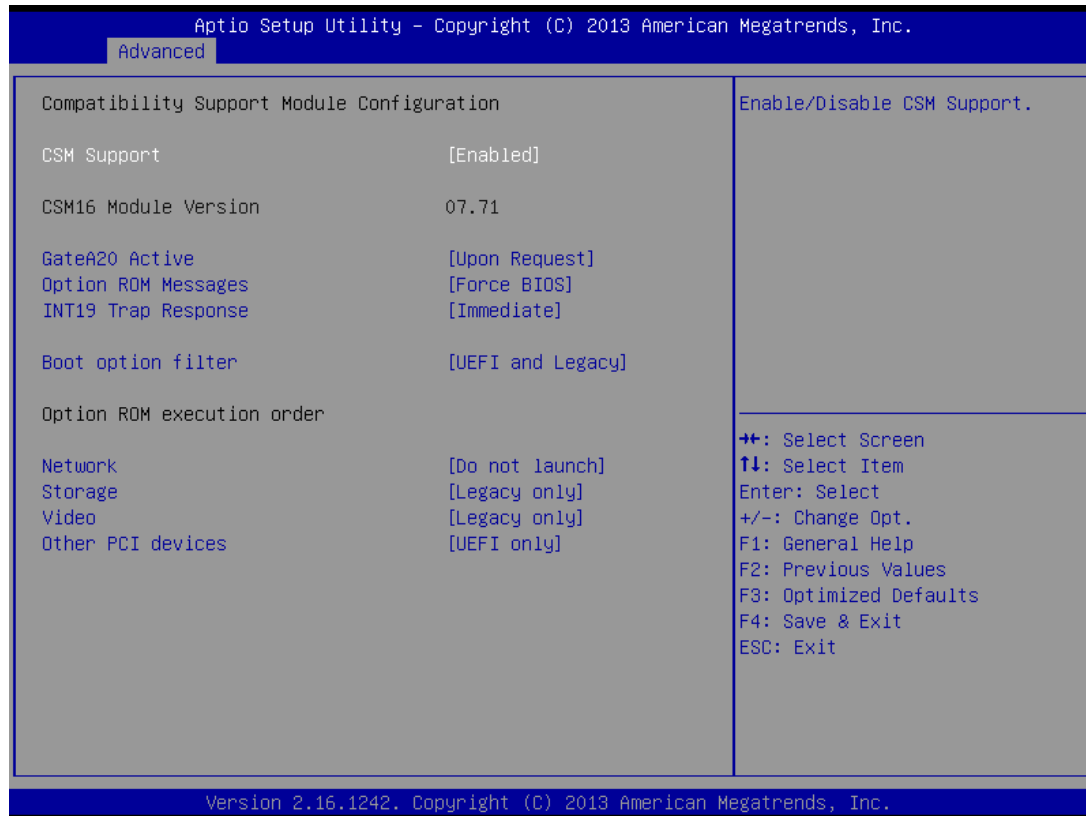 Aptio Setup Utility – Copyright (C) 2013 American Megatrends, Inc.
Advanced
Compatibility Support Module Configuration
CSM Support [Enabled]
CSM16 Module Version 07.71
GateA20 Active [Upon Request]
Option ROM Messages [Force BIOS]
INT19 Trap Response [Immediate]
Boot option filter [UEFI and Legacy]
Option ROM execution order
Network [Do not launch]
Storage [Legacy only]
Video [Legacy only]
Other PCI devices [UEFI only]
Enable/Disable CSM Support.
→←: Select Screen
↑↓: Select Item
Enter: Select
+/-: Change Opt.
F1: General Help
F2: Previous Values
F3: Optimized Defaults
F4: Save & Exit
ESC: Exit
Version 2.16.1242. Copyright (C) 2013 American Megatrends, Inc.